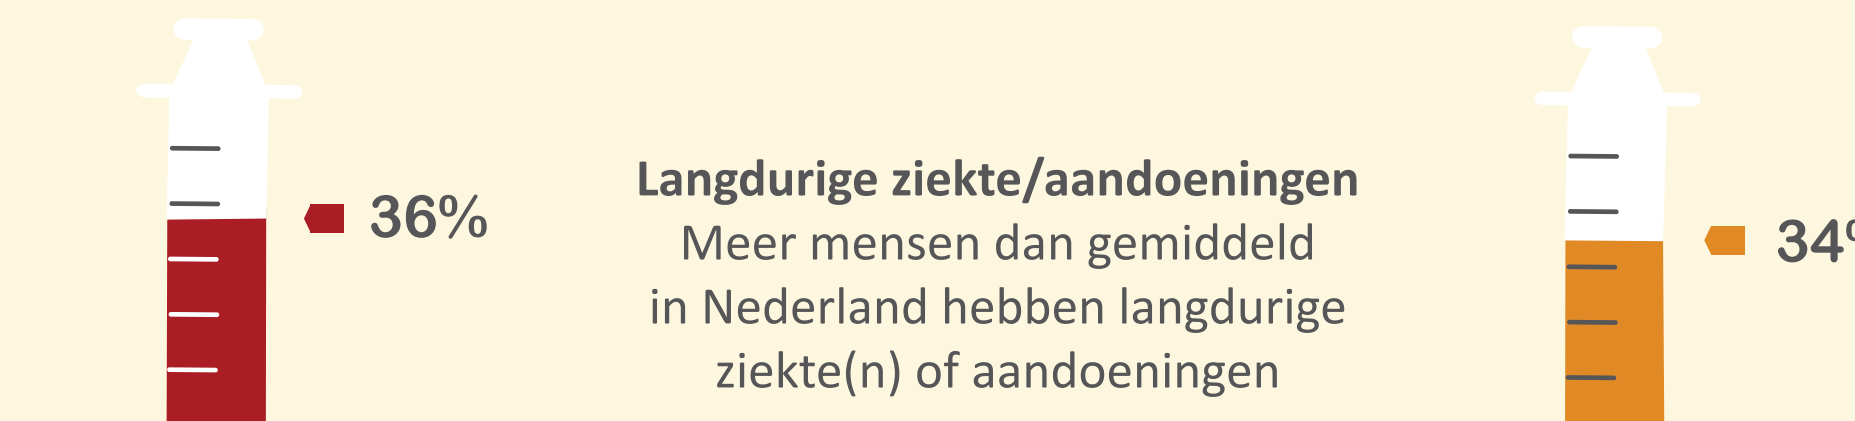 36%
Langdurige ziekte/aandoeningen
Meer mensen dan gemiddeld
in Nederland hebben langdurige
ziekte(n) of aandoeningen
34%